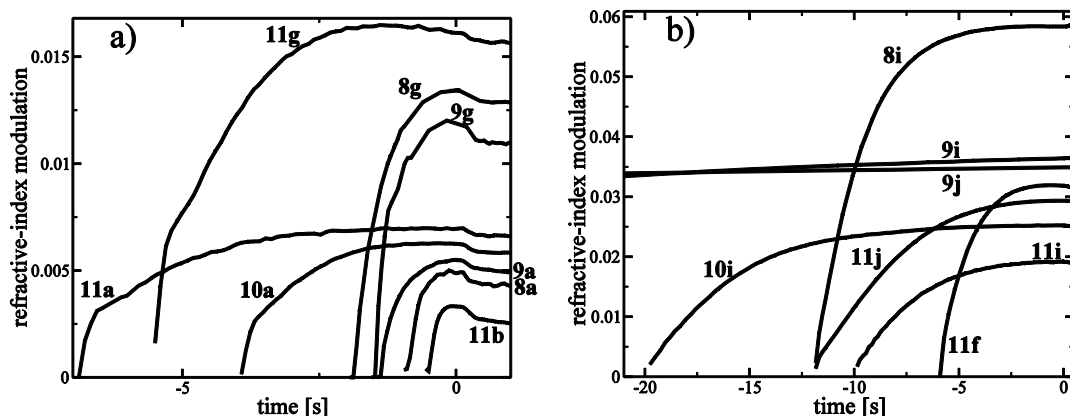 a)
11g
8g
9g
11a
10a
9a
8a
11b
0.015
0.01
0.005
0
-5
0
time [s]
refractive-index modulation
b)
8i
9i
9j
10i
11j
11i
11f
0.06
0.05
0.04
0.03
0.02
0.01
0
-20
-15
-10
-5
0
time [s]
refractive-index modulation